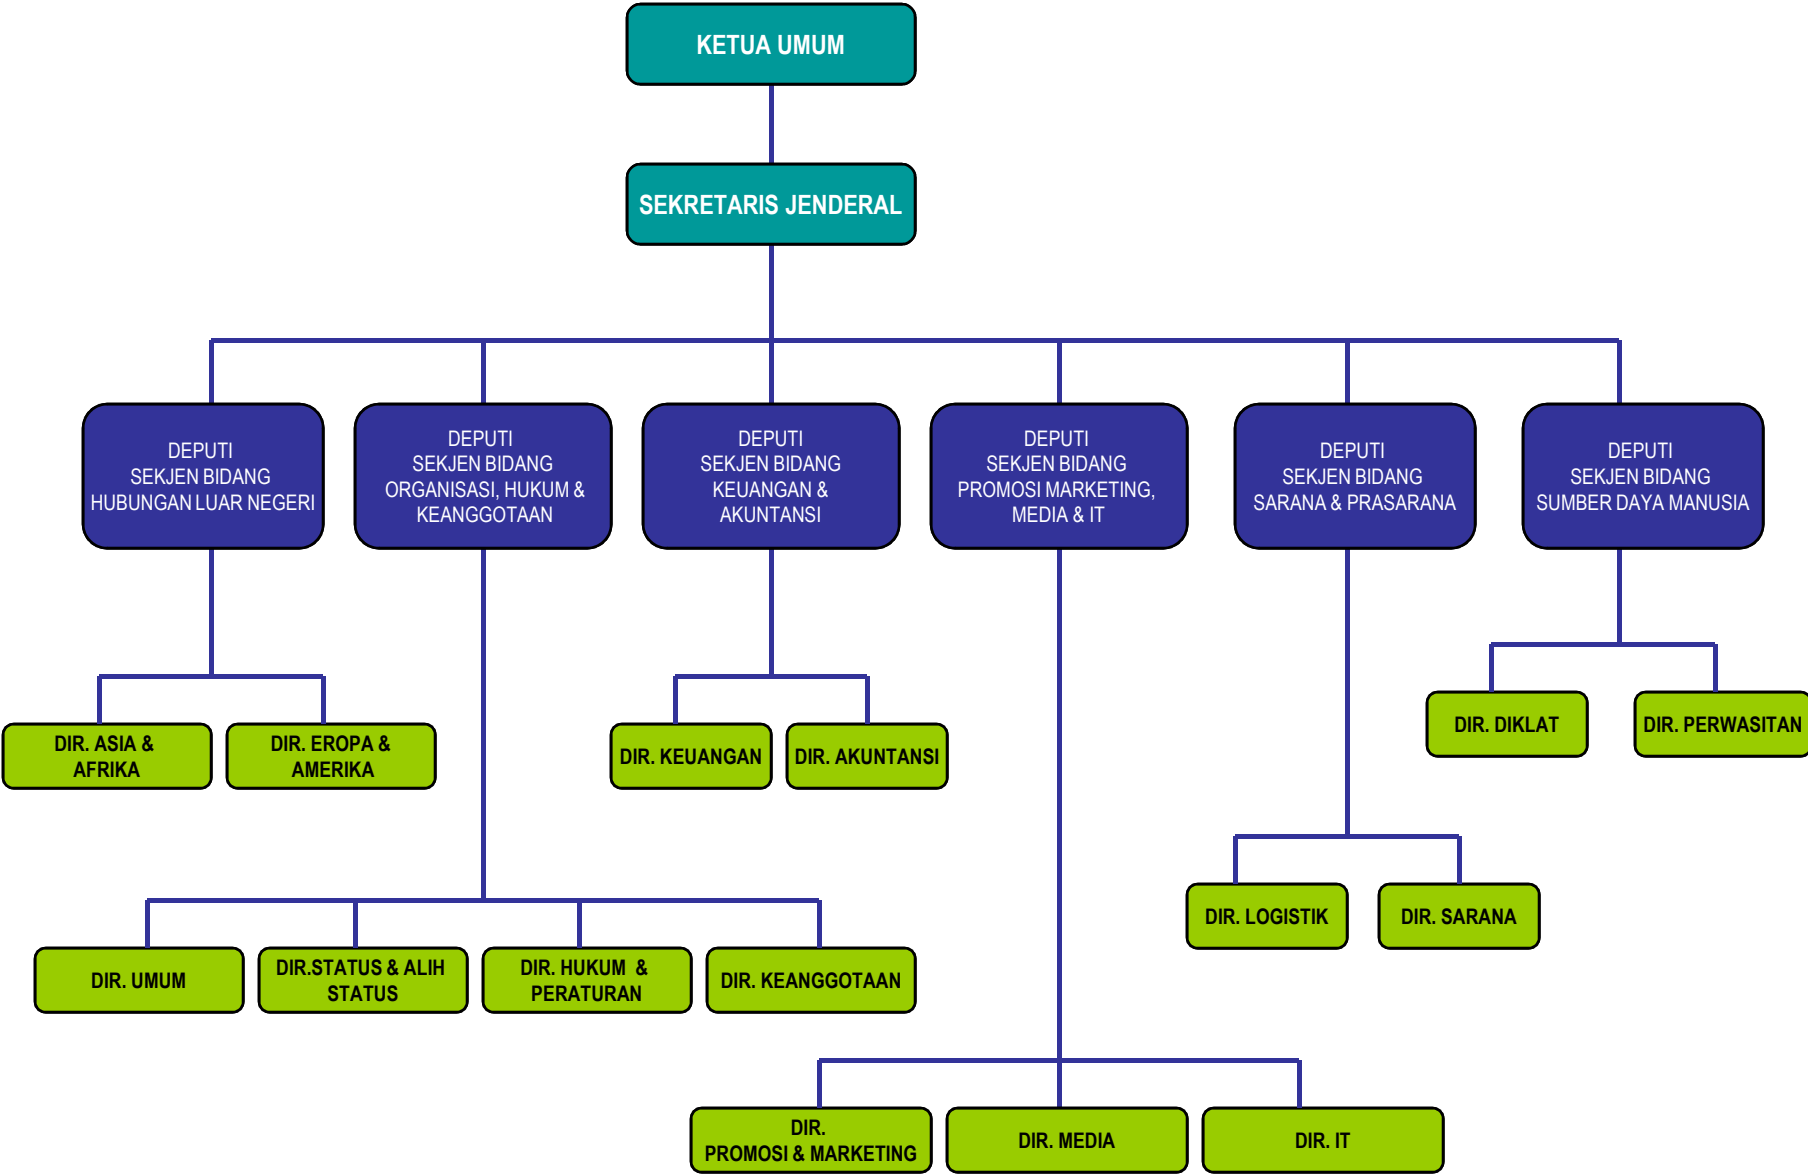 KETUA UMUM
SEKRETARIS JENDERAL
DEPUTI
SEKJEN BIDANG
HUBUNGAN LUAR NEGERI
DEPUTI
SEKJEN BIDANG
ORGANISASI, HUKUM &
KEANGGOTAAN
DEPUTI
SEKJEN BIDANG
KEUANGAN &
AKUNTANSI
DEPUTI
SEKJEN BIDANG
PROMOSI MARKETING,
MEDIA & IT
DEPUTI
SEKJEN BIDANG
SARANA & PRASARANA
DEPUTI
SEKJEN BIDANG
SUMBER DAYA MANUSIA
DIR. ASIA &
AFRIKA
DIR. EROPA &
AMERIKA
DIR. KEUANGAN
DIR. AKUNTANSI
DIR. DIKLAT
DIR. PERWASITAN
DIR. LOGISTIK
DIR. SARANA
DIR. UMUM
DIR.STATUS & ALIH
STATUS
DIR. HUKUM  &
PERATURAN
DIR. KEANGGOTAAN
DIR.
PROMOSI & MARKETING
DIR. MEDIA
DIR. IT